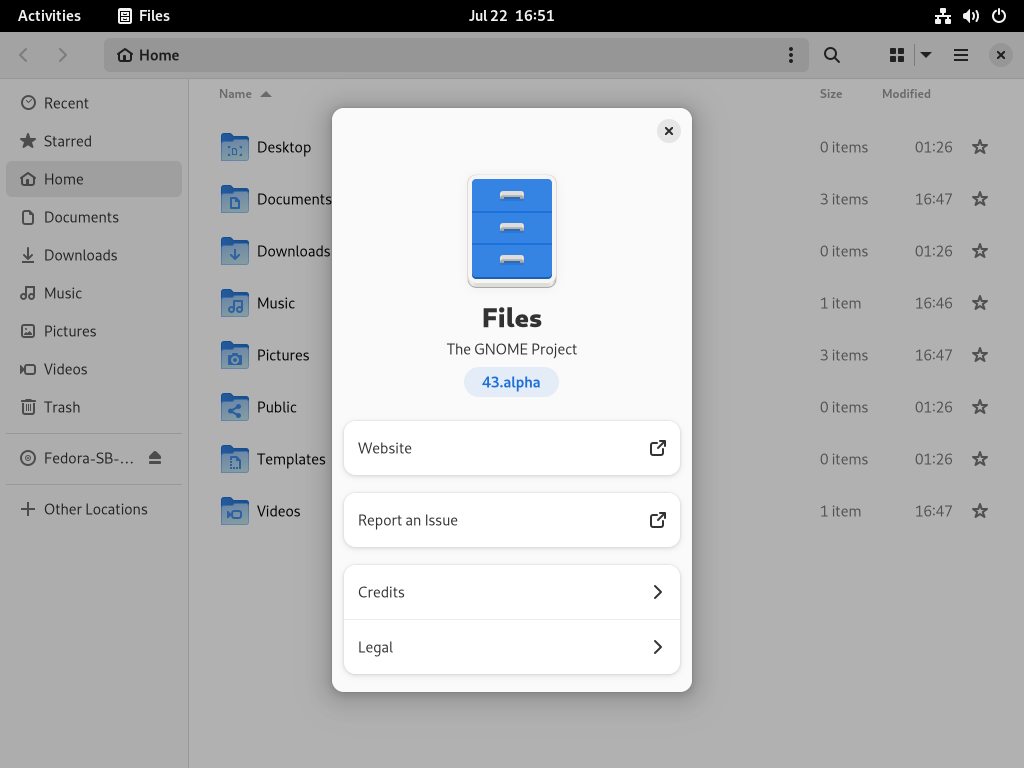 Activities Files Jul 22 16:51
Home
Name Size Modified
Recent
Starred
Home
Documents
Downloads
Music
Pictures
Videos
Trash
Fedora-SB-...
Other Locations
Desktop 0 items 01:26
Documents 3 items 16:47
Downloads 0 items 01:26
Music 1 item 16:46
Pictures 3 items 16:47
Public 0 items 01:26
Templates 0 items 01:26
Videos 1 item 16:47
Files
The GNOME Project
43.alpha
Website
Report an Issue
Credits
Legal